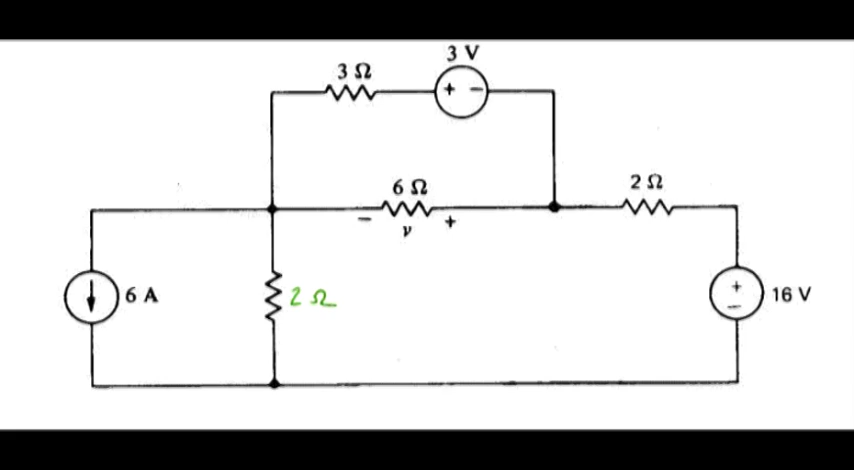 3 V
3 Ω
+ -
6 Ω
2 Ω
- v +
6 A
2 Ω
+
-
16 V